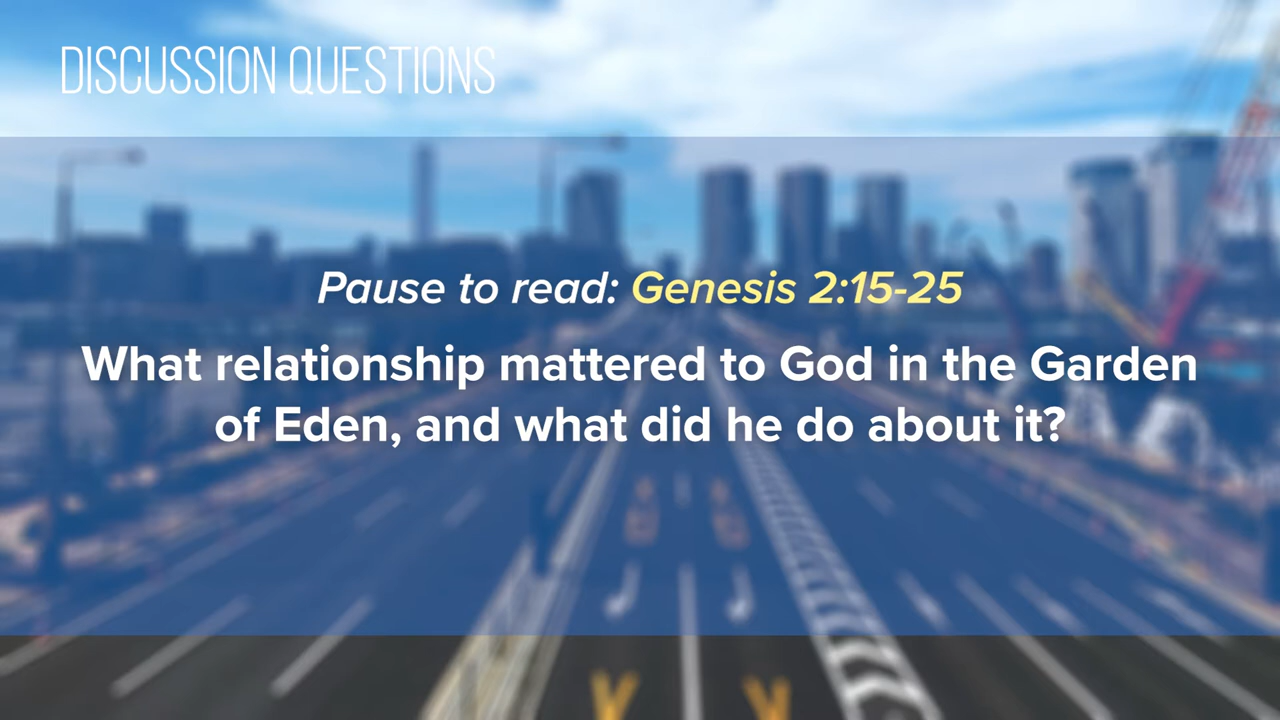 DISCUSSION QUESTIONS
Pause to read: Genesis 2:15-25
What relationship mattered to God in the Garden
of Eden, and what did he do about it?